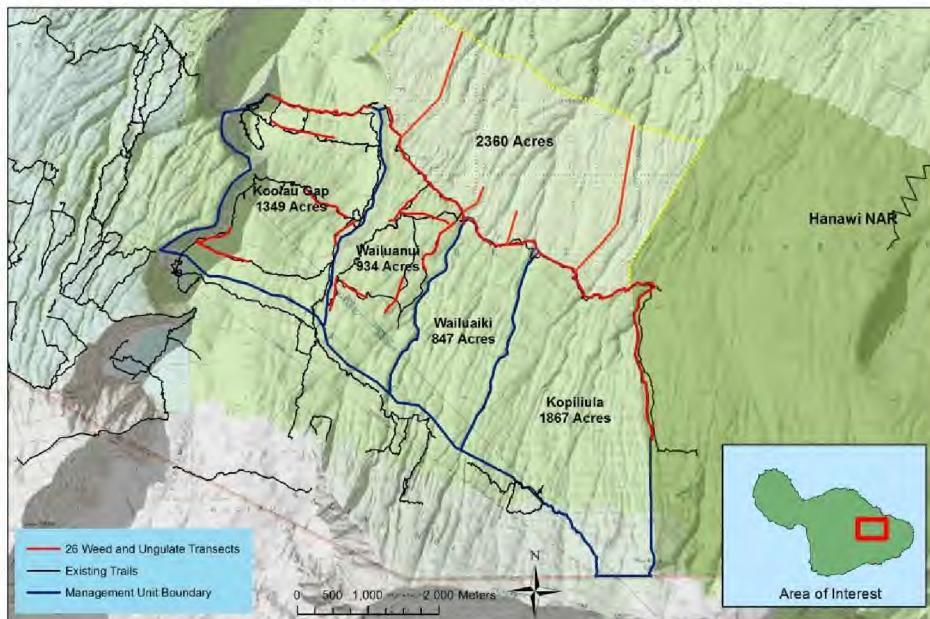 2360 Acres
Hanawi NAR
Koolau Gap
1349 Acres
Wailuanui
934 Acres
Wailuaiki
847 Acres
Kopiliula
1867 Acres
26 Weed and Ungulate Transects
Existing Trails
Management Unit Boundary
N
0 500 1,000 2,000 Meters
Area of Interest